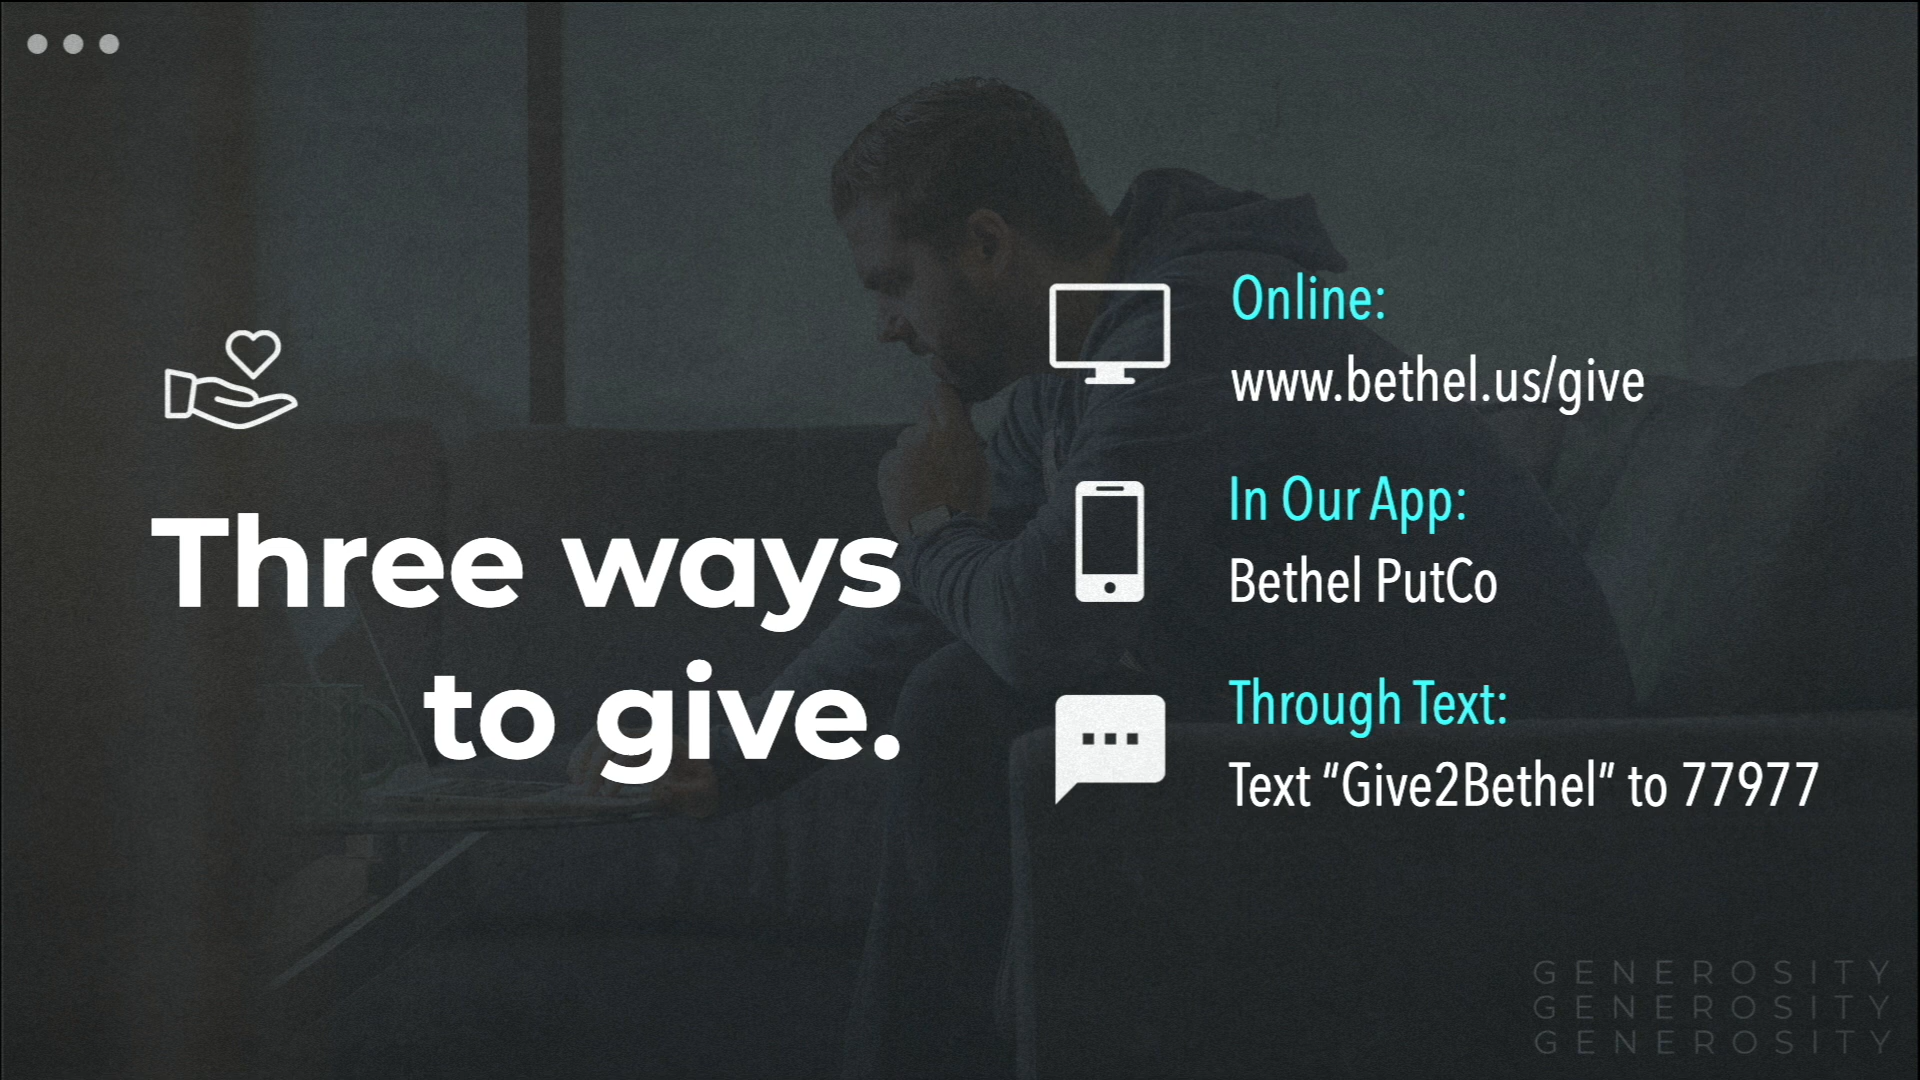 Three ways
to give.
Online:
www.bethel.us/give
In Our App:
Bethel PutCo
Through Text:
Text “Give2Bethel” to 77977
GENEROSITY
GENEROSITY
GENEROSITY